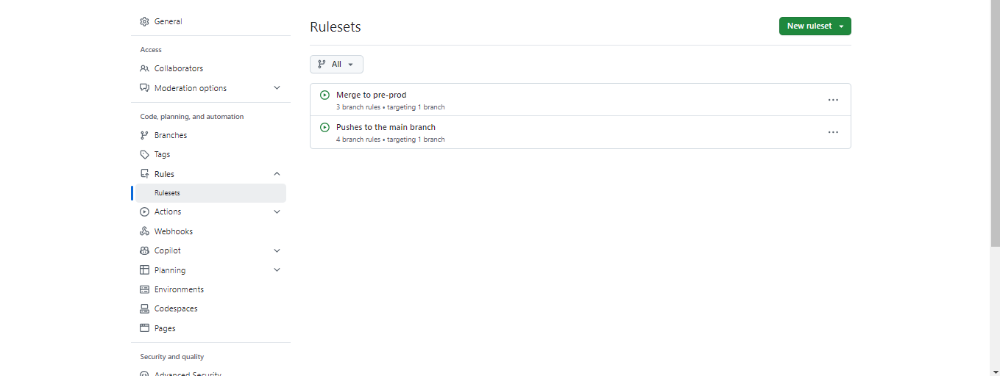 General
Access
Collaborators
Moderation options
Code, planning, and automation
Branches
Tags
Rules
Rulesets
Actions
Webhooks
Copilot
Planning
Environments
Codespaces
Pages
Security and quality
Advanced Security
Rulesets
New ruleset
All
Merge to pre-prod
3 branch rules • targeting 1 branch
Pushes to the main branch
4 branch rules • targeting 1 branch